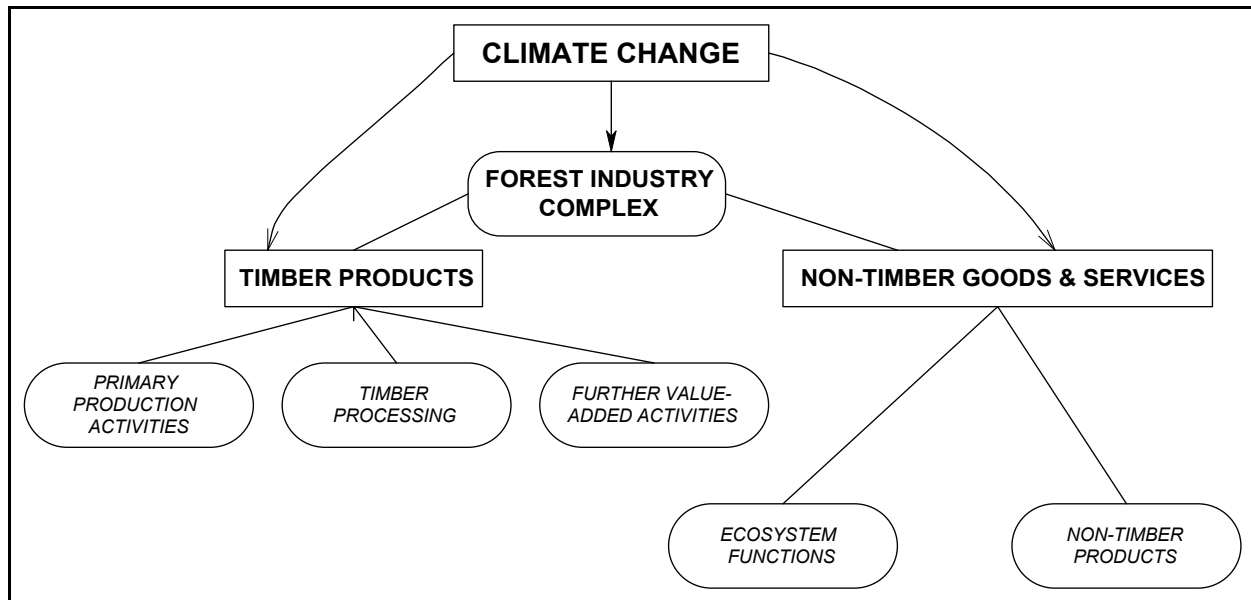 CLIMATE CHANGE
FOREST INDUSTRY
COMPLEX
TIMBER PRODUCTS
NON-TIMBER GOODS & SERVICES
PRIMARY
PRODUCTION
ACTIVITIES
TIMBER
PROCESSING
FURTHER VALUE-
ADDED ACTIVITIES
ECOSYSTEM
FUNCTIONS
NON-TIMBER
PRODUCTS